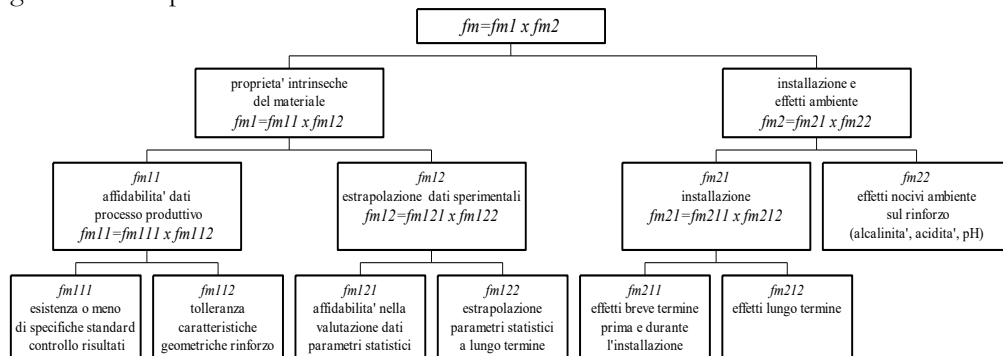 fm=fm1 x fm2
proprieta' intrinseche
del materiale
fm1=fm11 x fm12
installazione e
effetti ambiente
fm2=fm21 x fm22
fm11
affidabilita' dati
processo produttivo
fm11=fm111 x fm112
fm12
estrapolazione dati sperimentali
fm12=fm121 x fm122
fm21
installazione
fm21=fm211 x fm212
fm22
effetti nocivi ambiente
sul rinforzo
(alcalinita', acidita', pH)
fm111
esistenza o meno
di specifiche standard
controllo risultati
fm112
tolleranza
caratteristiche
geometriche rinforzo
fm121
affidabilita' nella
valutazione dati
parametri statistici
fm122
estrapolazione
parametri statistici
a lungo termine
fm211
effetti breve termine
prima e durante
l'installazione
fm212
effetti lungo termine